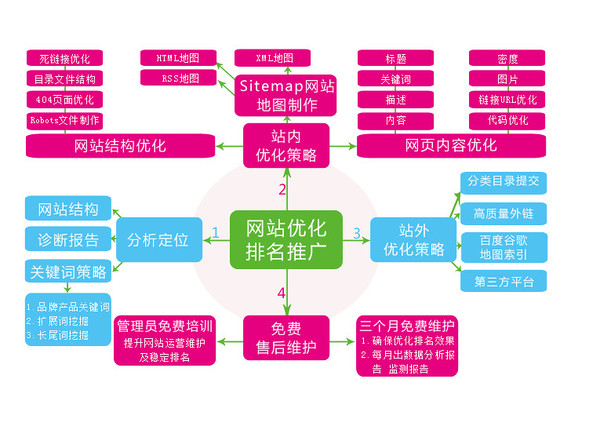 死链接优化
目录文件结构
404页面优化
Robots文件制作
网站结构优化
HTML地图
RSS地图
XML地图
Sitemap网站
地图制作
站内
优化策略
标题
关键词
描述
内容
密度
图片
链接URL优化
代码优化
网页内容优化
2
网站优化
排名推广
1
分析定位
网站结构
诊断报告
关键词策略
1.品牌产品关键词
2.扩展词挖掘
3.长尾词挖掘
3
站外
优化策略
分类目录提交
高质量外链
百度谷歌
地图索引
第三方平台
4
免费
售后维护
管理员免费培训
提升网站运营维护
及稳定排名
三个月免费维护
1.确保优化排名效果
2.每月出数据分析报
告 监测报告